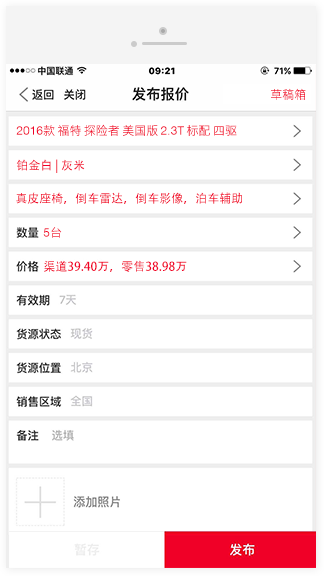 中国联通 09:21 71%
返回 关闭 发布报价 草稿箱
2016款 福特 探险者 美国版 2.3T 标配 四驱
铂金白 | 灰米
真皮座椅，倒车雷达，倒车影像，泊车辅助
数量 5台
价格 渠道39.40万，零售38.98万
有效期 7天
货源状态 现货
货源位置 北京
销售区域 全国
备注 选填
添加照片
暂存 发布